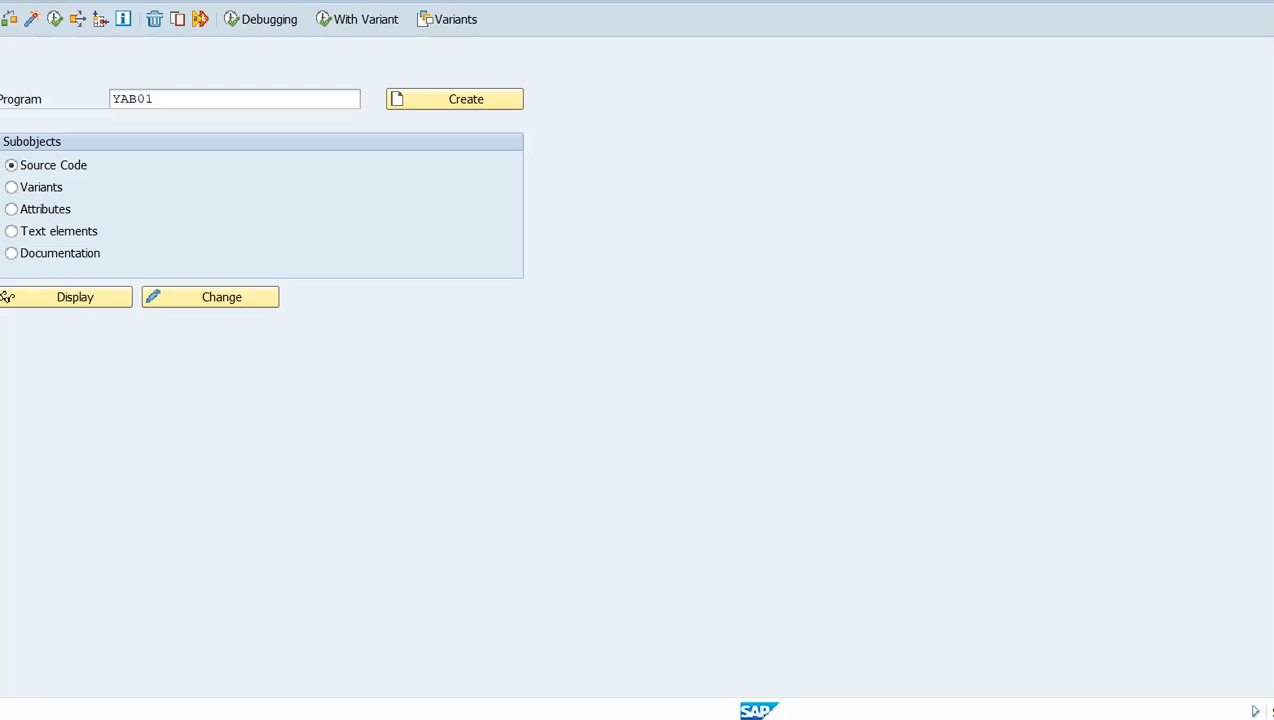 Debugging With Variant Variants
Program YAB01 Create
Subobjects
Source Code
Variants
Attributes
Text elements
Documentation
Display Change
SAP